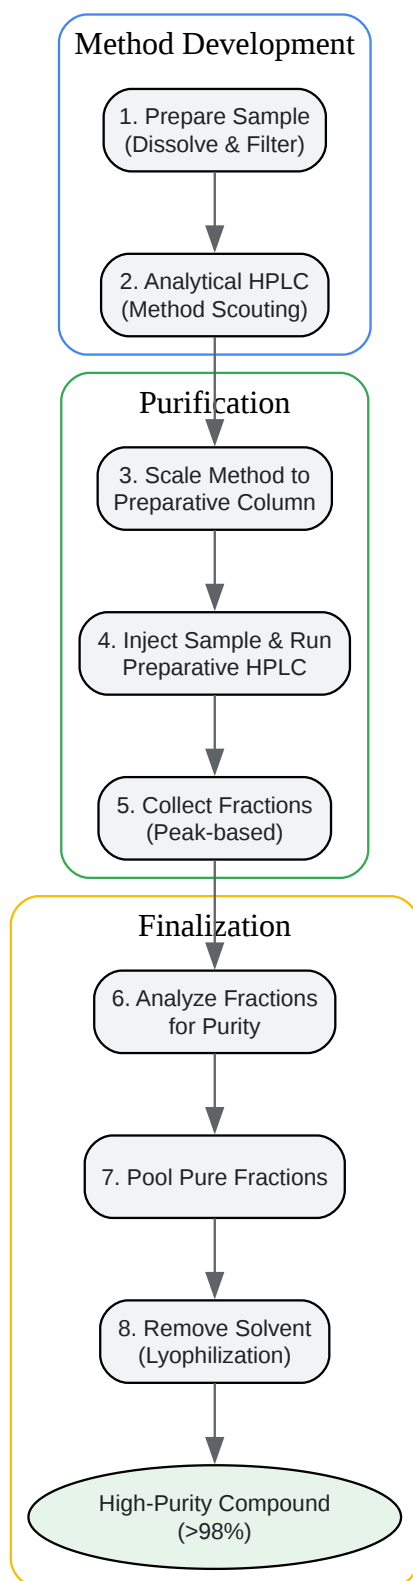 Method Development
1. Prepare Sample
(Dissolve & Filter)
2. Analytical HPLC
(Method Scouting)
Purification
3. Scale Method to
Preparative Column
4. Inject Sample & Run
Preparative HPLC
5. Collect Fractions
(Peak-based)
Finalization
6. Analyze Fractions
for Purity
7. Pool Pure Fractions
8. Remove Solvent
(Lyophilization)
High-Purity Compound
(>98%)